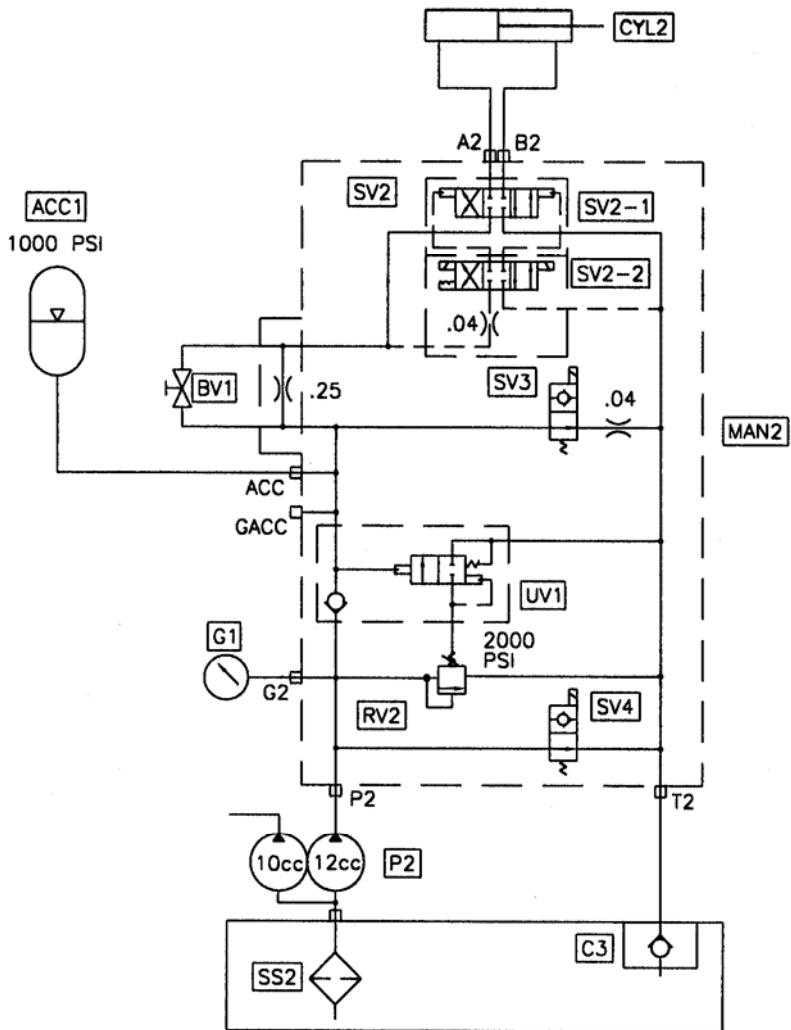 CYL2
A2 B2
SV2
SV2-1
ACC1
1000 PSI
SV2-2
.04
SV3
BV1
.25
.04
MAN2
ACC
GACC
UV1
G1
2000
PSI
G2
SV4
RV2
P2
T2
10cc
12cc
P2
C3
SS2